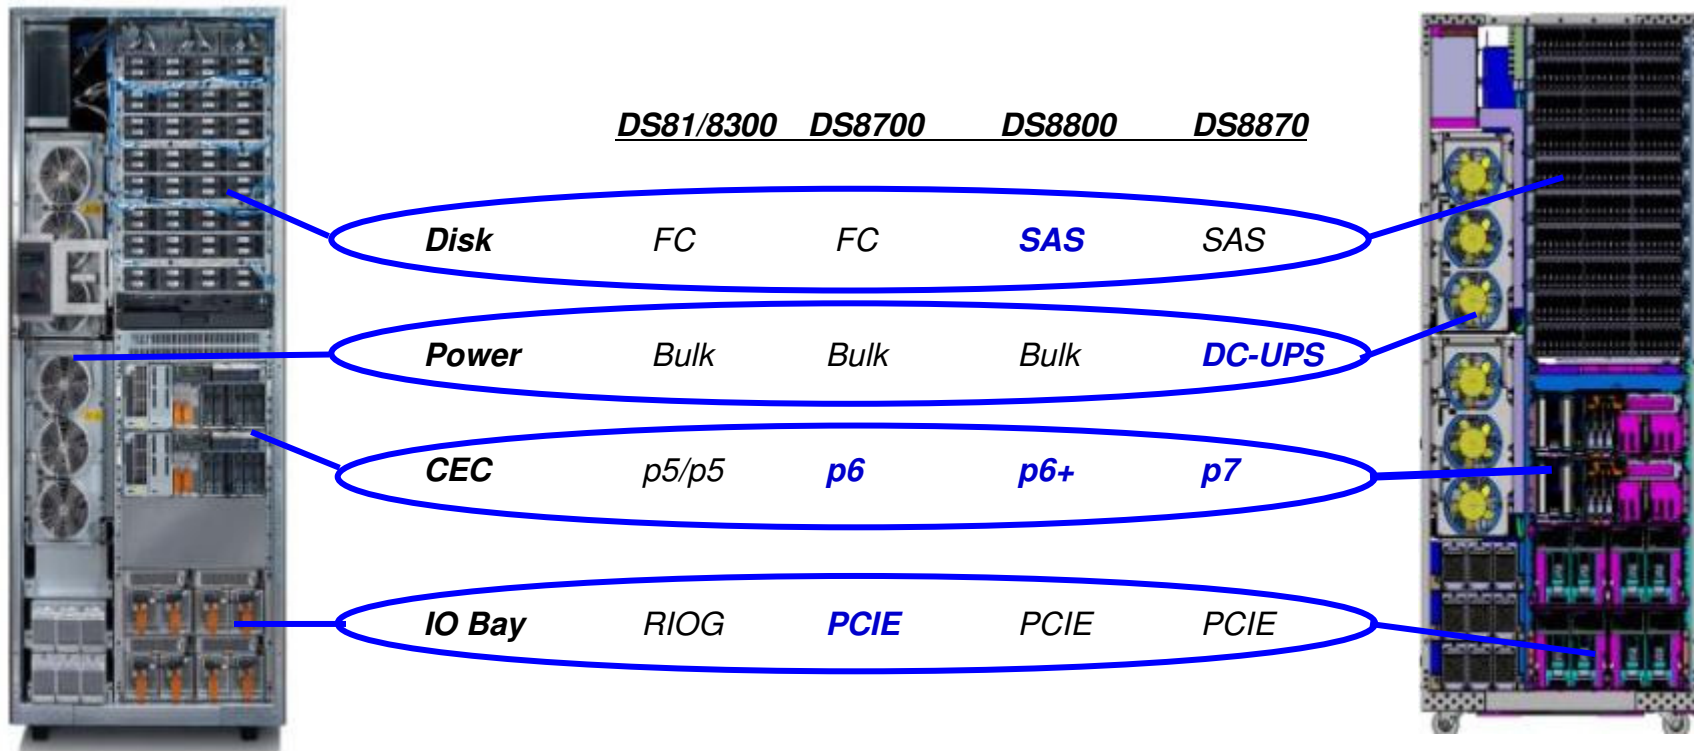 DS81/8300 DS8700 DS8800 DS8870
Disk FC FC SAS SAS
Power Bulk Bulk Bulk DC-UPS
CEC p5/p5 p6 p6+ p7
IO Bay RIOG PCIE PCIE PCIE